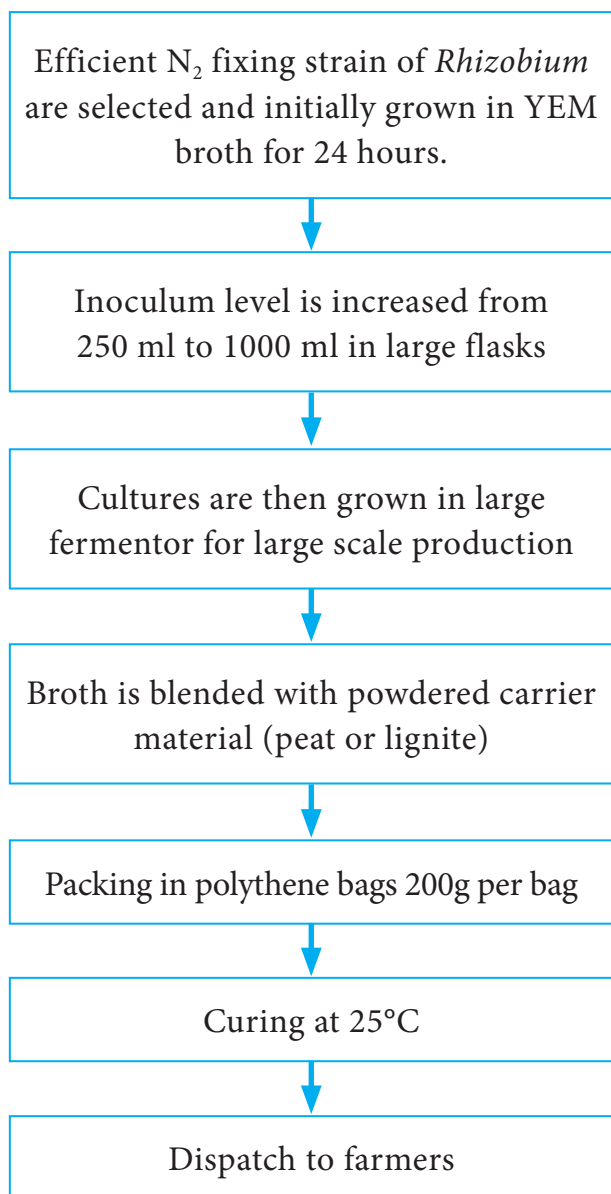 Efficient N₂ fixing strain of Rhizobium
are selected and initially grown in YEM
broth for 24 hours.
Inoculum level is increased from
250 ml to 1000 ml in large flasks
Cultures are then grown in large
fermentor for large scale production
Broth is blended with powdered carrier
material (peat or lignite)
Packing in polythene bags 200g per bag
Curing at 25°C
Dispatch to farmers